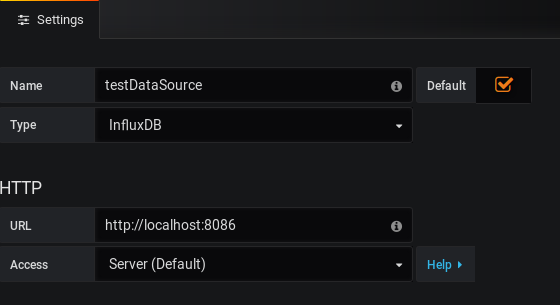 Settings
Name testDataSource Default
Type InfluxDB
HTTP
URL http://localhost:8086
Access Server (Default) Help